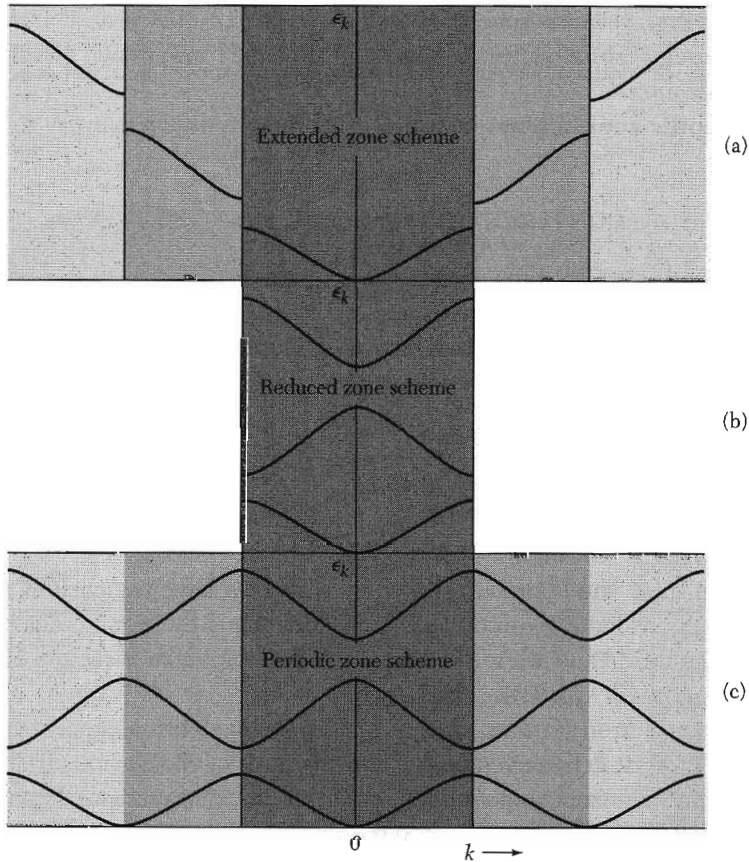 ϵₖ
Extended zone scheme
(a)
ϵₖ
Reduced zone scheme
(b)
ϵₖ
Periodic zone scheme
(c)
0
k →